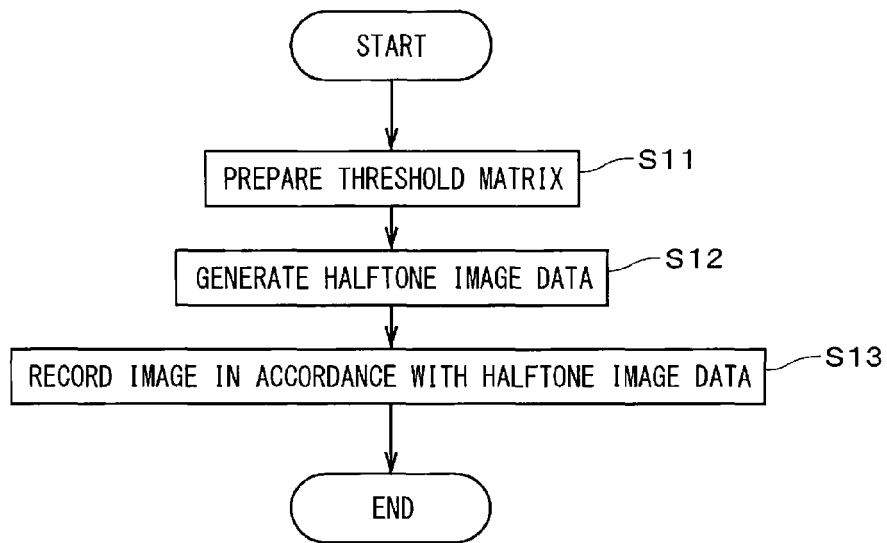 START
PREPARE THRESHOLD MATRIX
S11
GENERATE HALFTONE IMAGE DATA
S12
RECORD IMAGE IN ACCORDANCE WITH HALFTONE IMAGE DATA
S13
END